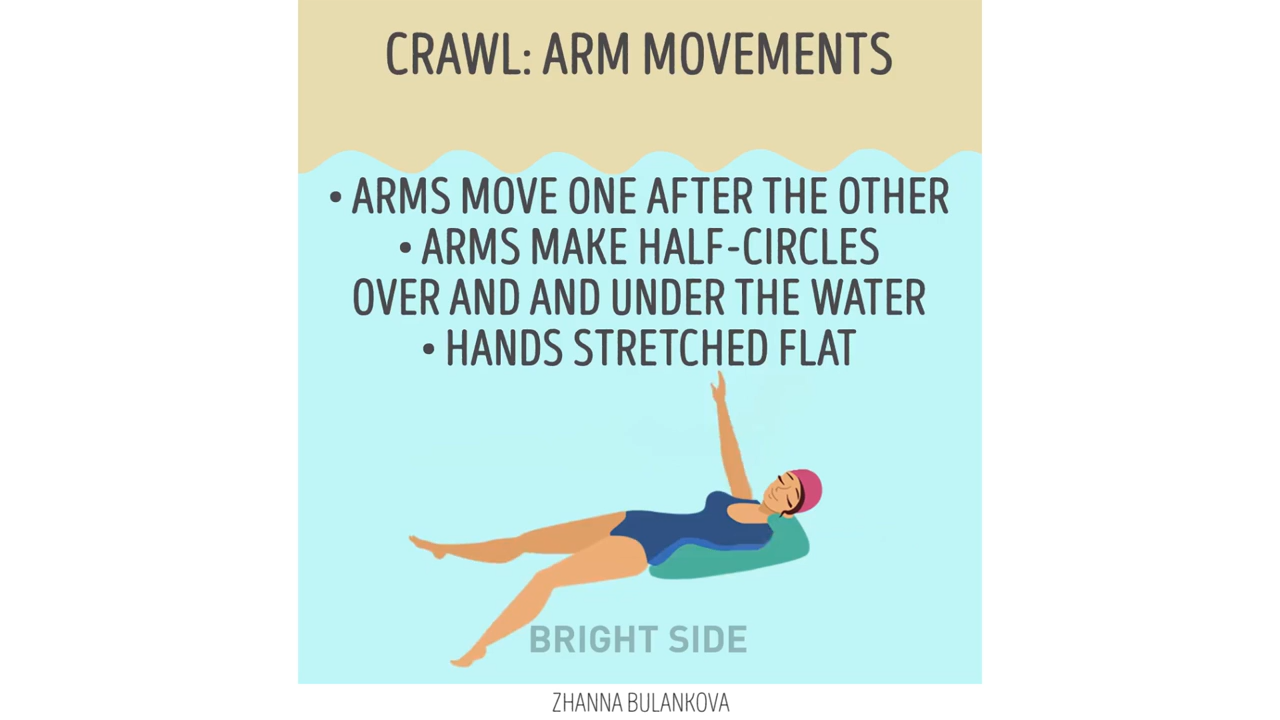 CRAWL: ARM MOVEMENTS
• ARMS MOVE ONE AFTER THE OTHER
• ARMS MAKE HALF-CIRCLES
OVER AND AND UNDER THE WATER
• HANDS STRETCHED FLAT
BRIGHT SIDE
ZHANNA BULANKOVA